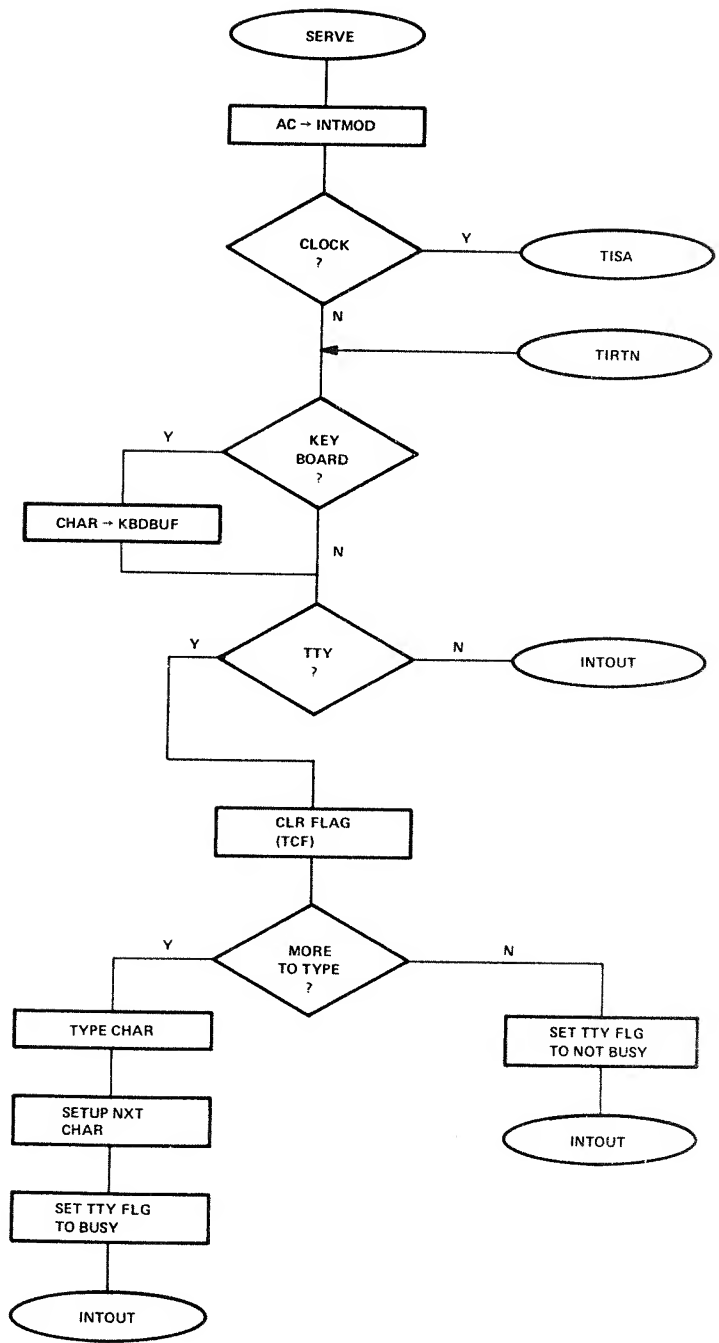 SERVE
AC → INTMOD
CLOCK
?
Y
TISA
N
TIRTN
Y
KEY
BOARD
?
CHAR → KBDBUF
N
Y
TTY
?
N
INTOUT
CLR FLAG
(TCF)
Y
MORE
TO TYPE
?
N
TYPE CHAR
SET TTY FLG
TO NOT BUSY
SETUP NXT
CHAR
INTOUT
SET TTY FLG
TO BUSY
INTOUT